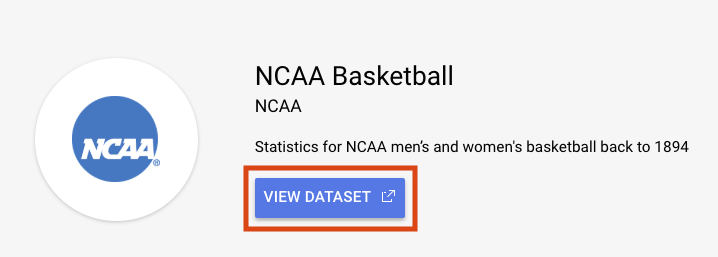 NCAA Basketball
NCAA
Statistics for NCAA men’s and women's basketball back to 1894
NCAA®
VIEW DATASET